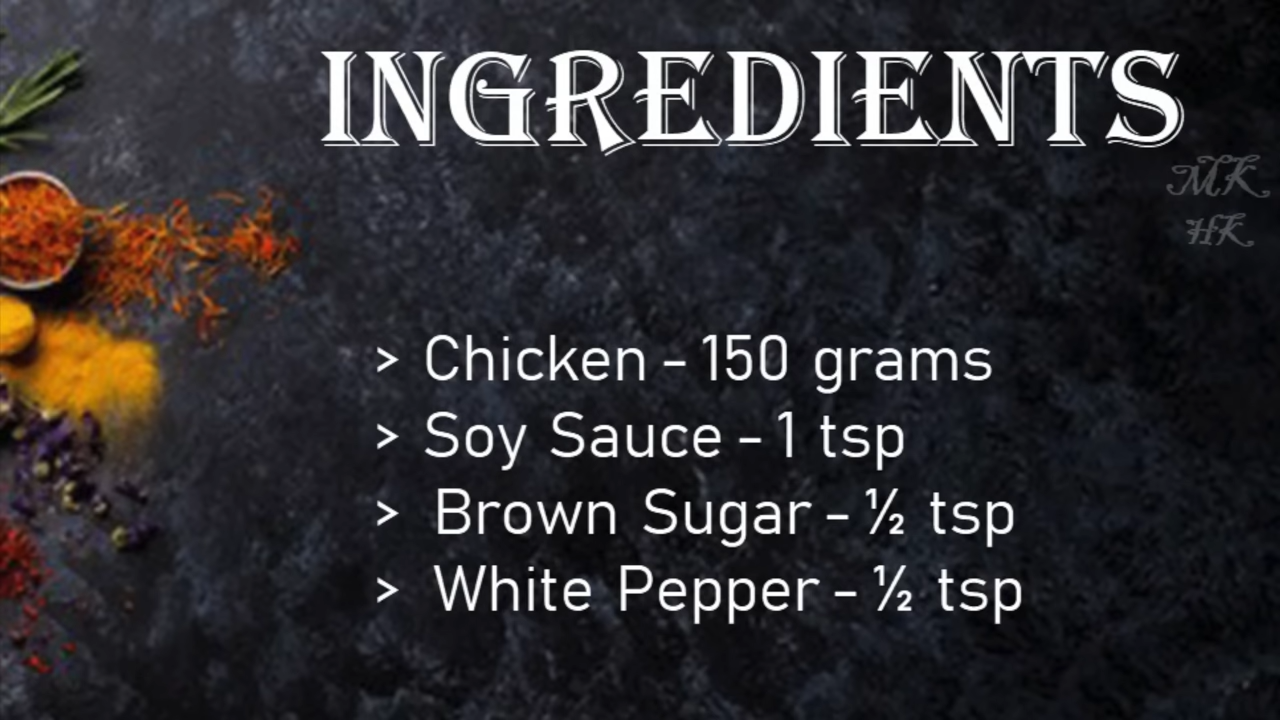 INGREDIENTS
MK
HK
> Chicken - 150 grams
> Soy Sauce - 1 tsp
> Brown Sugar - ½ tsp
> White Pepper - ½ tsp